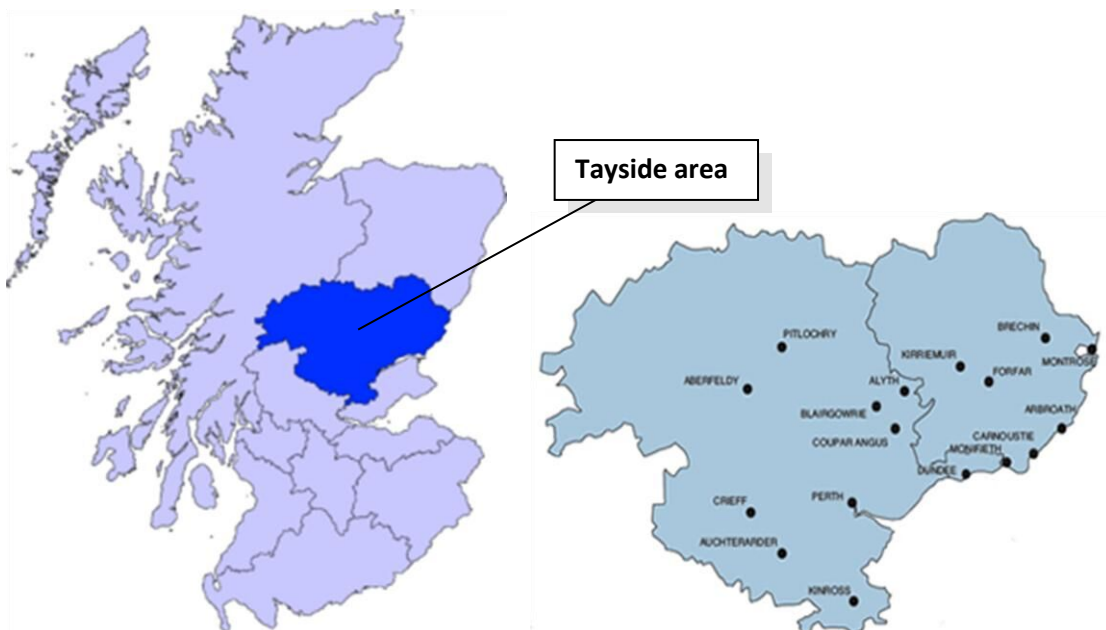 Tayside area
PITLOCHRY
BRECHIN
KIRRIEMUIR
MONTROSE
FORFAR
ABERFELDY
ALYTH
BLAIRGOWRIE
ARBROATH
COUPAR ANGUS
CARNOUSTIE
MONIFIETH
DUNDEE
CRIEFF
PERTH
AUCHTERARDER
KINROSS